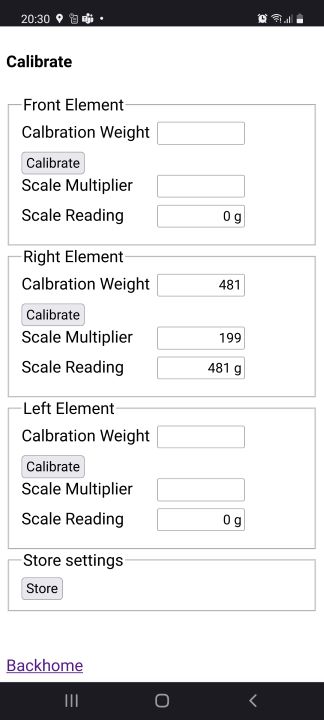 20:30
Calibrate
Front Element
Calbration Weight
Calibrate
Scale Multiplier
Scale Reading 0 g
Right Element
Calbration Weight 481
Calibrate
Scale Multiplier 199
Scale Reading 481 g
Left Element
Calbration Weight
Calibrate
Scale Multiplier
Scale Reading 0 g
Store settings
Store
Backhome